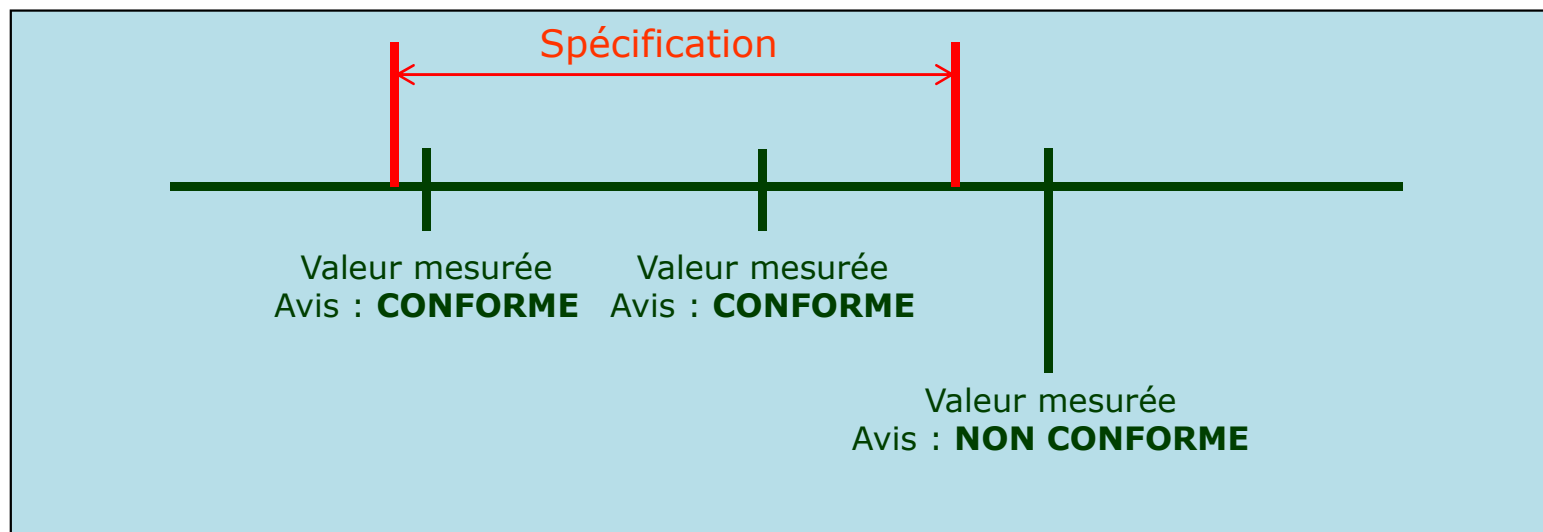 Spécification
Valeur mesurée
Avis : CONFORME
Valeur mesurée
Avis : CONFORME
Valeur mesurée
Avis : NON CONFORME